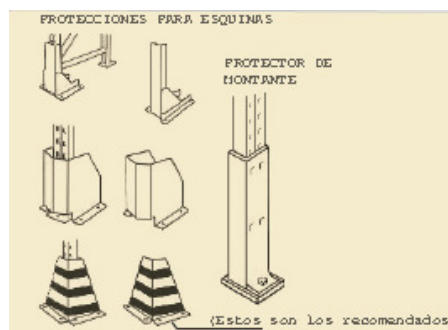 PROTECCIONES PARA ESQUINAS
PROTECTOR DE
MONTANTE
(Estos son los recomendados